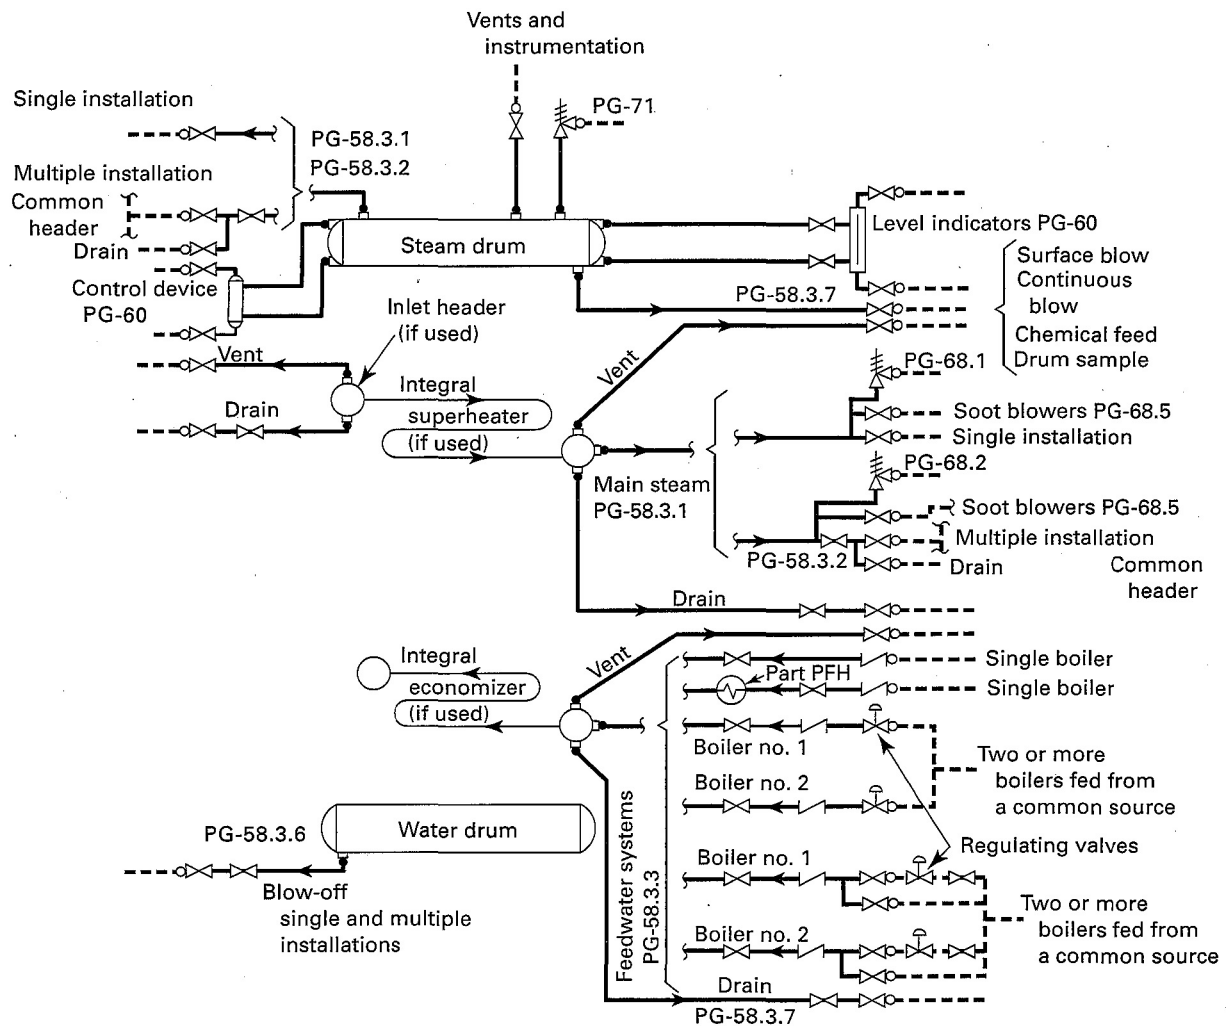 Vents and
instrumentation
Single installation
PG-71
PG-58.3.1
PG-58.3.2
Multiple installation
Common
header
Drain
Steam drum
Level indicators PG-60
Control device
PG-60
Surface blow
Continuous
blow
Chemical feed
Drum sample
PG-58.3.7
Inlet header
(if used)
Vent
Vent
Integral
superheater
(if used)
Drain
PG-68.1
Soot blowers PG-68.5
Single installation
PG-68.2
Main steam
PG-58.3.1
Soot blowers PG-68.5
Multiple installation
PG-58.3.2
Drain
Common
header
Drain
Vent
Integral
economizer
(if used)
Single boiler
Part PFH
Single boiler
Boiler no. 1
Two or more
boilers fed from
a common source
Boiler no. 2
Regulating valves
Feedwater systems
PG-58.3.3
Water drum
PG-58.3.6
Blow-off
single and multiple
installations
Boiler no. 1
Two or more
boilers fed from
a common source
Boiler no. 2
Drain
PG-58.3.7